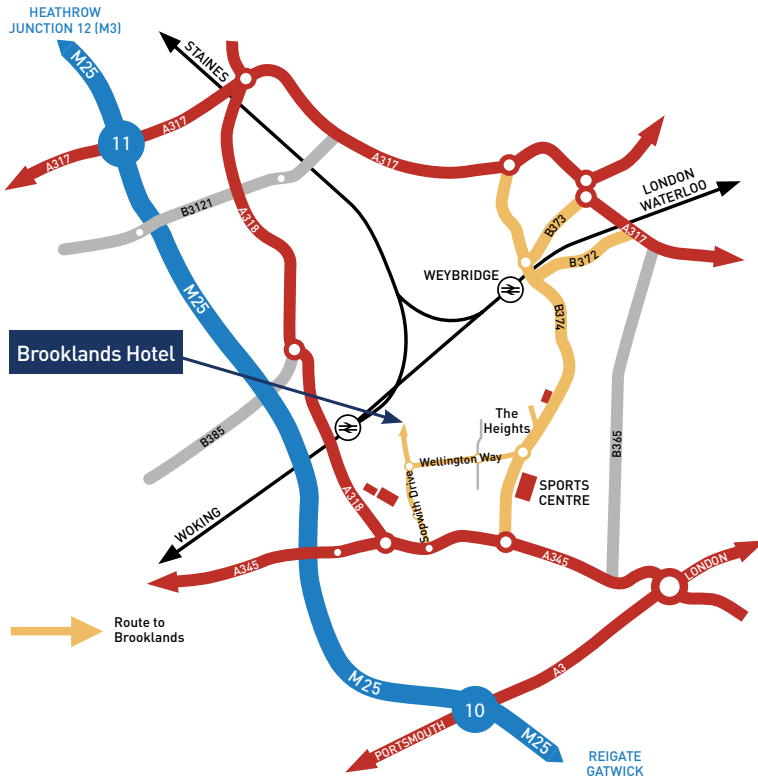 HEATHROW
JUNCTION 12 (M3)
M25
STAINES
A317
11
A317
A317
LONDON
WATERLOO
B3121
A318
B373
A317
B372
WEYBRIDGE
M25
B374
Brooklands Hotel
The
Heights
B385
Wellington Way
B365
A318
Sopwith Drive
SPORTS
CENTRE
WOKING
A345
A345
LONDON
Route to
Brooklands
A3
M25
10
PORTSMOUTH
M25
REIGATE
GATWICK